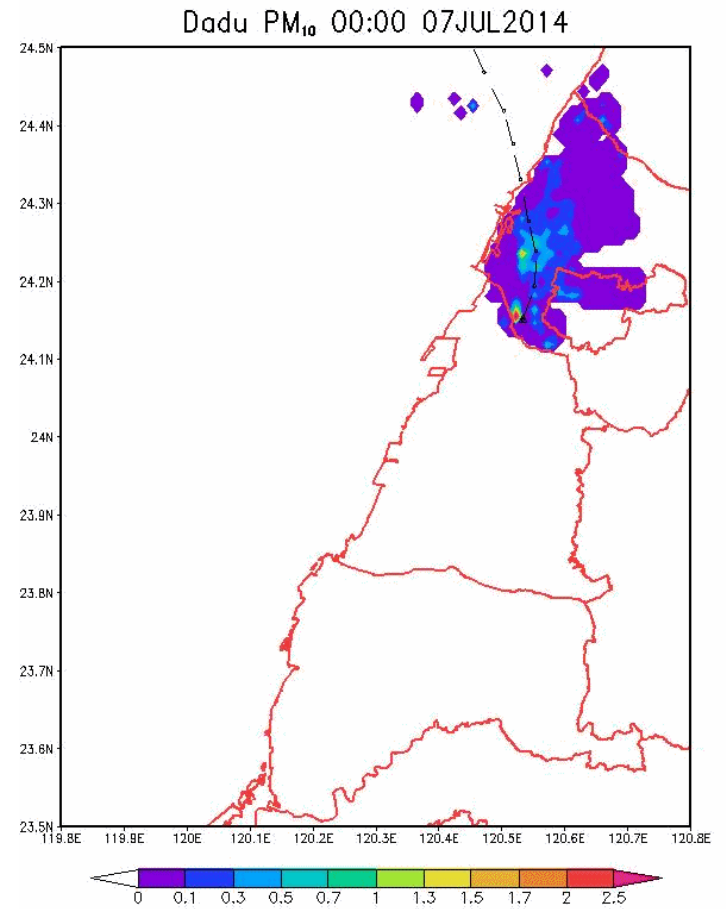 Dadu PM₁₀ 00:00 07JUL2014
24.5N
24.4N
24.3N
24.2N
24.1N
24N
23.9N
23.8N
23.7N
23.6N
23.5N
119.8E 119.9E 120E 120.1E 120.2E 120.3E 120.4E 120.5E 120.6E 120.7E 120.8E
0 0.1 0.3 0.5 0.7 1 1.3 1.5 1.7 2 2.5